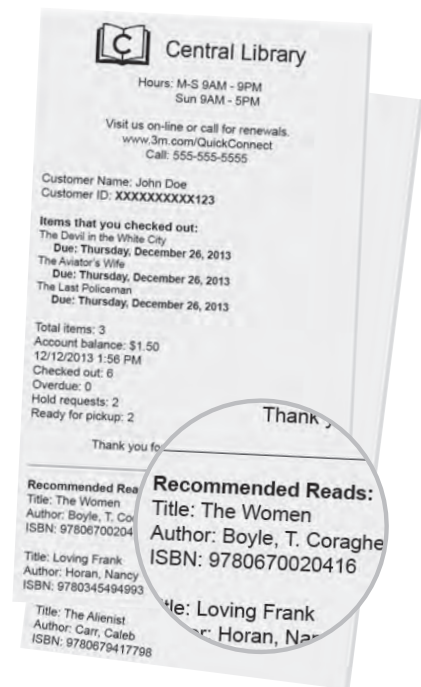 C
Central Library
Hours: M-S 9AM - 9PM
Sun 9AM - 5PM
Visit us on-line or call for renewals.
www.3m.com/QuickConnect
Call: 555-555-5555
Customer Name: John Doe
Customer ID: XXXXXXXXXX123
Items that you checked out:
The Devil in the White City
Due: Thursday, December 26, 2013
The Aviator's Wife
Due: Thursday, December 26, 2013
The Last Policeman
Due: Thursday, December 26, 2013
Total items: 3
Account balance: $1.50
12/12/2013 1:56 PM
Checked out: 6
Overdue: 0
Hold requests: 2
Ready for pickup: 2
Thank you fo
Recommended Rea
Title: The Women
Author: Boyle, T. Co
ISBN: 97806700204
Title: Loving Frank
Author: Horan, Nancy
ISBN: 9780345494993
Title: The Alienist
Author: Carr, Caleb
ISBN: 9780679417798
Thank y
Recommended Reads:
Title: The Women
Author: Boyle, T. Coraghe
ISBN: 9780670020416
tle: Loving Frank
or: Horan, Nan